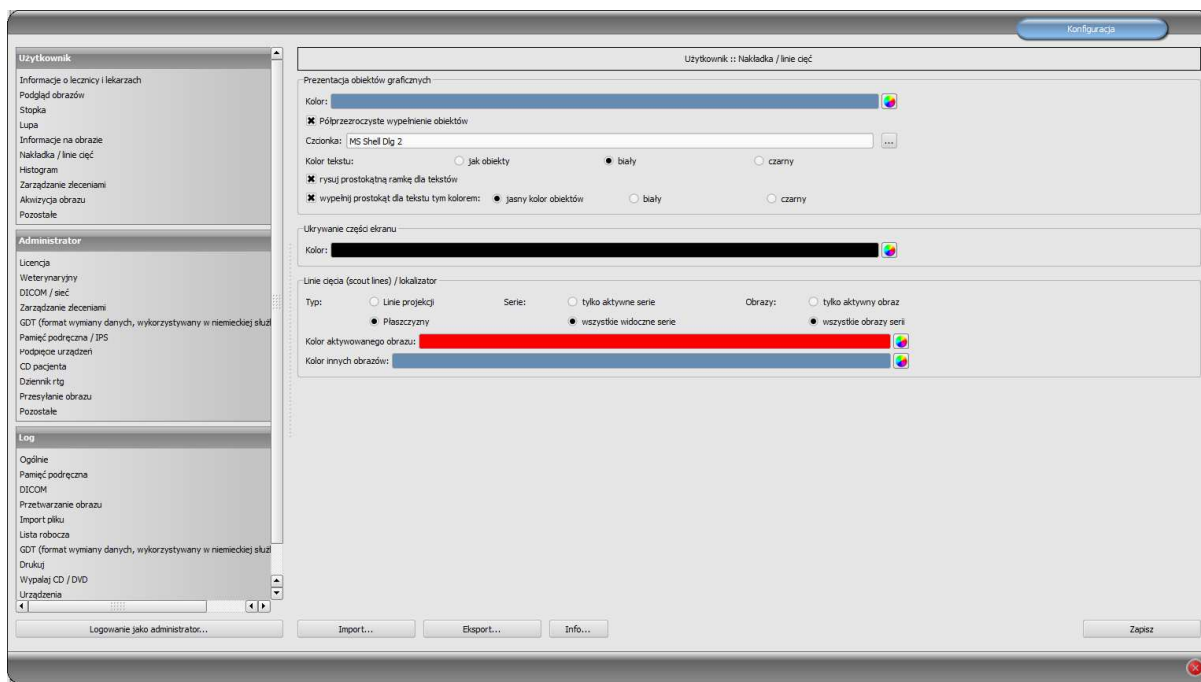 Konfiguracja
Użytkownik
Informacje o lecznicy i lekarzach
Podgląd obrazów
Stopka
Lupa
Informacje na obrazie
Nakładka / linie cięć
Histogram
Zarządzanie zleceniami
Akwizycja obrazu
Pozostałe
Administrator
Licencja
Weterynaryjny
DICOM / sieć
Zarządzanie zleceniami
GDT (format wymiany danych, wykorzystywany w niemieckiej służ
Pamięć podręczna / IPS
Podpięcie urządzeń
CD pacjenta
Dziennik rtg
Przesyłanie obrazu
Pozostałe
Log
Ogólnie
Pamięć podręczna
DICOM
Przetwarzanie obrazu
Import pliku
Lista robocza
GDT (format wymiany danych, wykorzystywany w niemieckiej służ
Drukuj
Wypalaj CD / DVD
Urządzenia
Logowanie jako administrator...
Użytkownik :: Nakładka / linie cięć
Prezentacja obiektów graficznych
Kolor:
Półprzezroczyste wypełnienie obiektów
Czcionka: MS Shell Dlg 2 ...
Kolor tekstu: jak obiekty biały czarny
rysuj prostokątną ramkę dla tekstów
wypełnij prostokąt dla tekstu tym kolorem: jasny kolor obiektów biały czarny
Ukrywanie części ekranu
Kolor:
Linie cięcia (scout lines) / lokalizator
Typ: Linie projekcji Serie: tylko aktywne serie Obrazy: tylko aktywny obraz
Płaszczyzny wszystkie widoczne serie wszystkie obrazy serii
Kolor aktywowanego obrazu:
Kolor innych obrazów:
Import... Eksport... Info... Zapisz